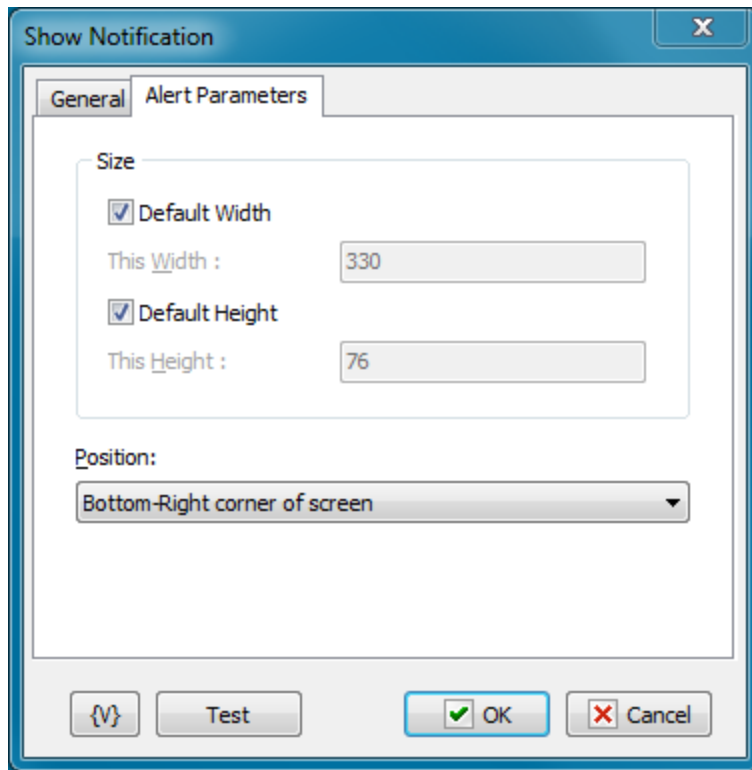 Show Notification
General
Alert Parameters
Size
Default Width
This Width :
330
Default Height
This Height :
76
Position:
Bottom-Right corner of screen
{V}
Test
OK
Cancel